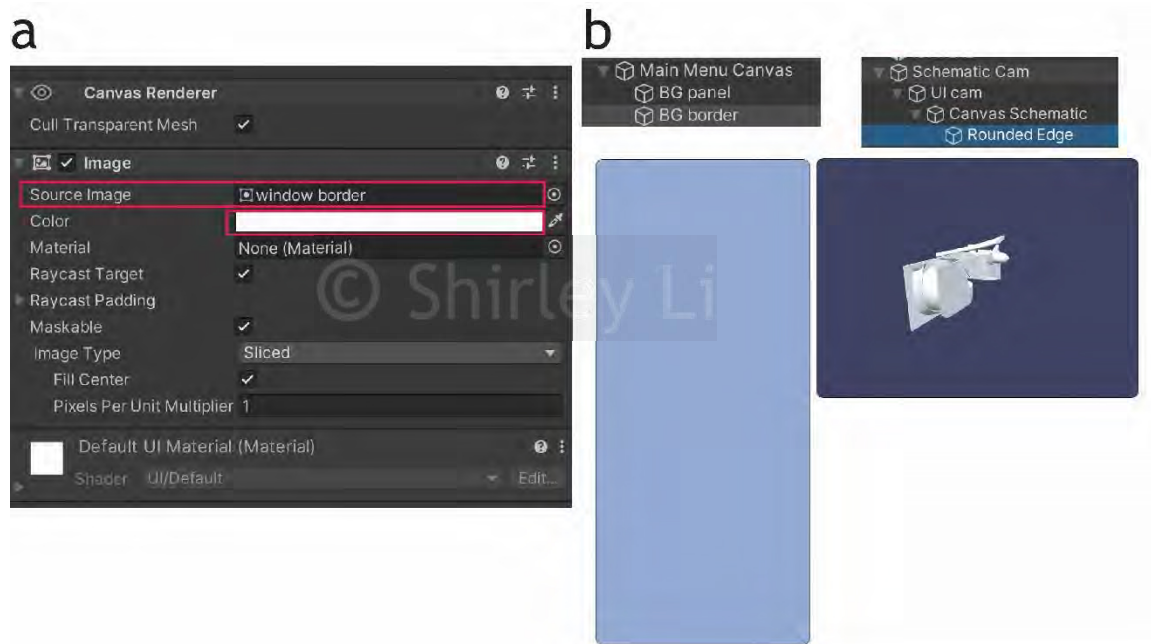 a
Canvas Renderer
Cull Transparent Mesh
Image
Source Image window border
Color
Material None (Material)
Raycast Target
Raycast Padding
Maskable
Image Type Sliced
Fill Center
Pixels Per Unit Multiplier 1
Default UI Material (Material)
Shader UI/Default Edit...
b
Main Menu Canvas
BG panel
BG border
Schematic Cam
UI cam
Canvas Schematic
Rounded Edge
© Shirley Li